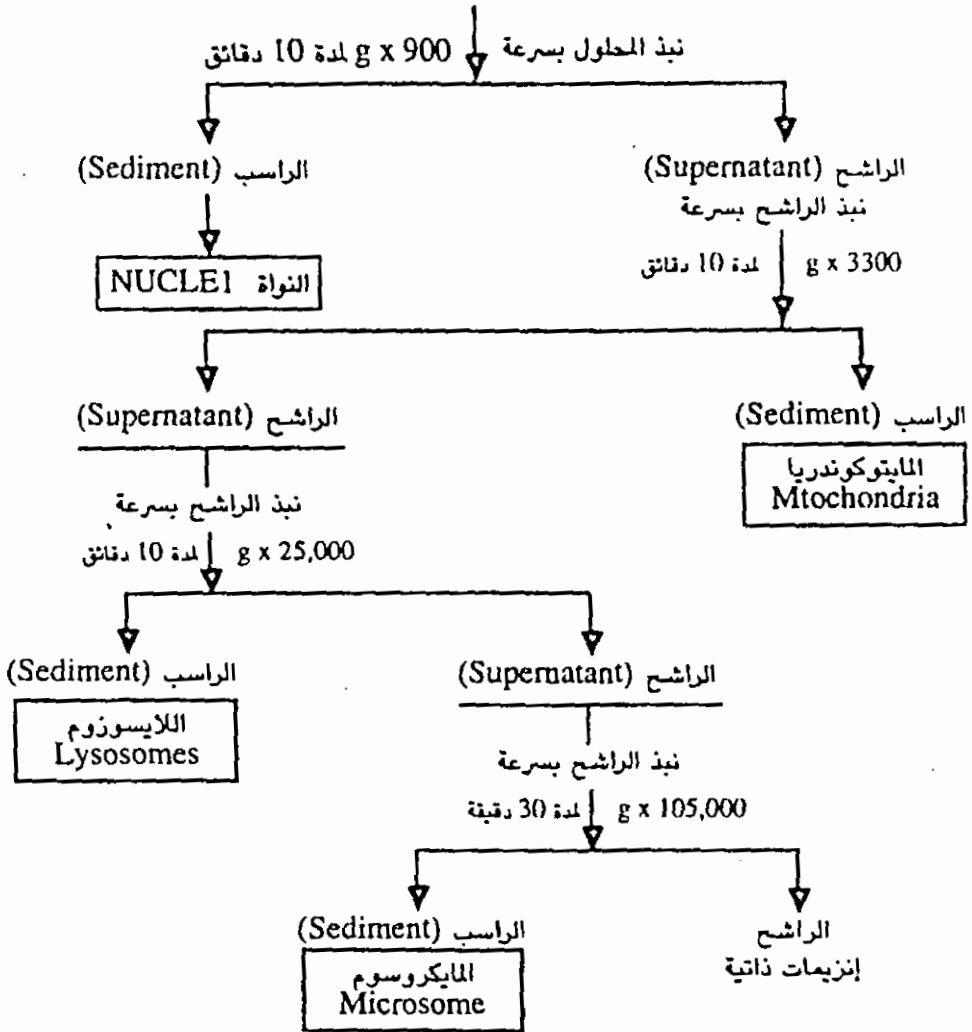 نبذ المحلول بسرعة 900 x g لمدة 10 دقائق
الراسب (Sediment)
النواة NUCLE1
الراشح (Supernatant)
نبذ الراشح بسرعة
لمدة 10 دقائق g x 3300
الراشح (Supernatant)
الراسب (Sediment)
المايتوكوندريا
Mtochondria
نبذ الراشح بسرعة
لمدة 10 دقائق g x 25,000
الراسب (Sediment)
اللايسوزوم
Lysosomes
الراشح (Supernatant)
نبذ الراشح بسرعة
لمدة 30 دقيقة g x 105,000
الراسب (Sediment)
المايكروسوم
Microsome
الراشح
إنزيمات ذاتية